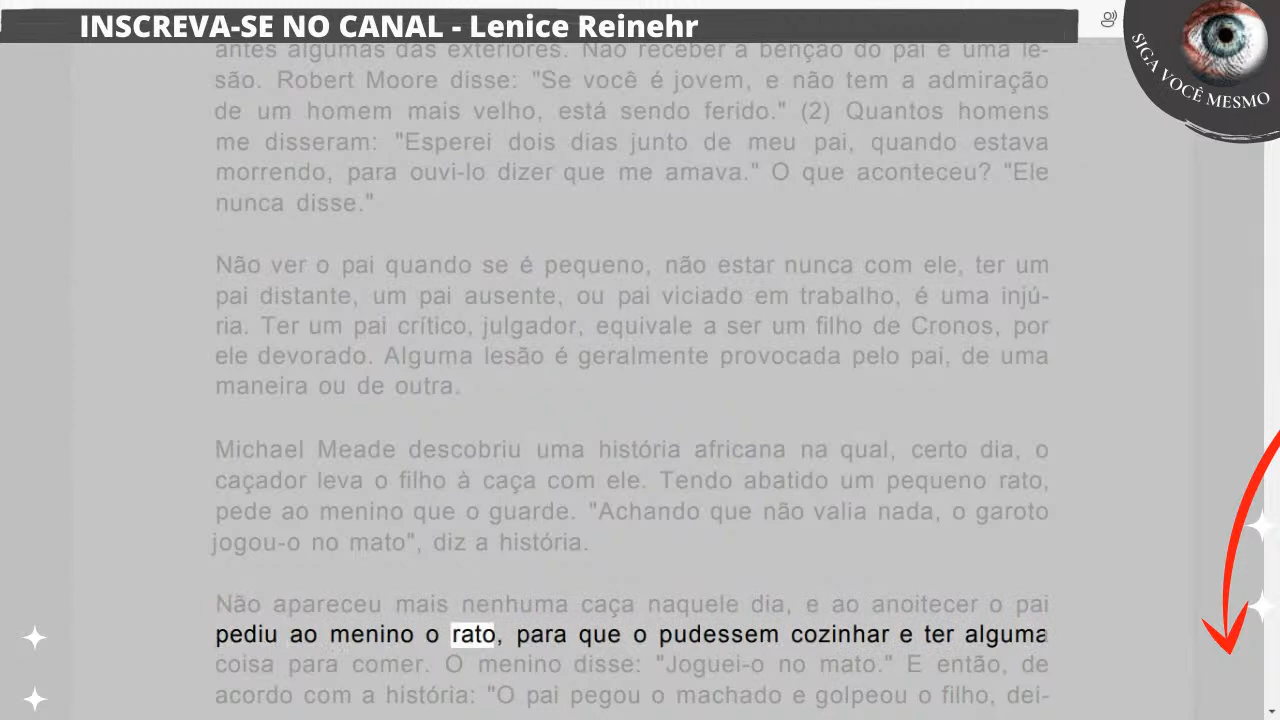 INSCREVA-SE NO CANAL - Lenice Reinehr
SIGA VOCÊ MESMO
antes algumas das exteriores. Não receber a bênção do pai é uma le-
são. Robert Moore disse: "Se você é jovem, e não tem a admiração
de um homem mais velho, está sendo ferido." (2) Quantos homens
me disseram: "Esperei dois dias junto de meu pai, quando estava
morrendo, para ouvi-lo dizer que me amava." O que aconteceu? "Ele
nunca disse."
Não ver o pai quando se é pequeno, não estar nunca com ele, ter um
pai distante, um pai ausente, ou pai viciado em trabalho, é uma injú-
ria. Ter um pai crítico, julgador, equivale a ser um filho de Cronos, por
ele devorado. Alguma lesão é geralmente provocada pelo pai, de uma
maneira ou de outra.
Michael Meade descobriu uma história africana na qual, certo dia, o
caçador leva o filho à caça com ele. Tendo abatido um pequeno rato,
pede ao menino que o guarde. "Achando que não valia nada, o garoto
jogou-o no mato", diz a história.
Não apareceu mais nenhuma caça naquele dia, e ao anoitecer o pai
pediu ao menino o rato, para que o pudessem cozinhar e ter alguma
coisa para comer. O menino disse: "Joguei-o no mato." E então, de
acordo com a história: "O pai pegou o machado e golpeou o filho, dei-